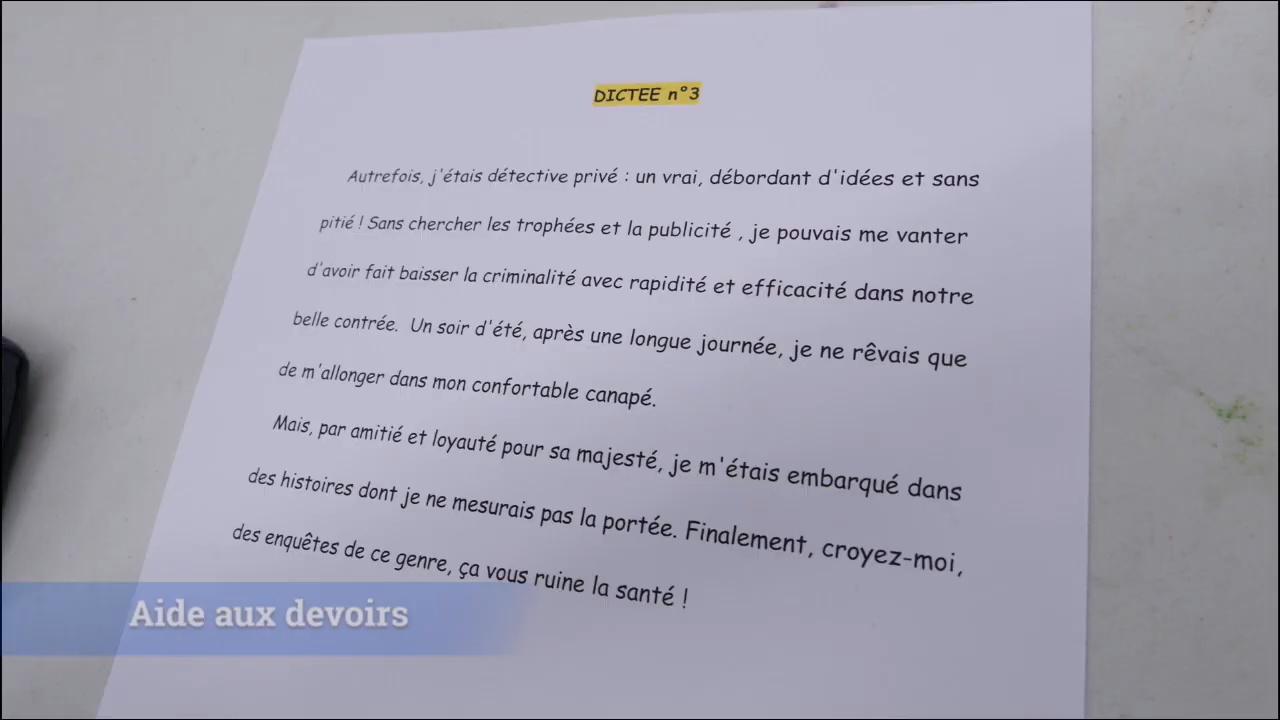 DICTEE n°3
Autrefois, j'étais détective privé : un vrai, débordant d'idées et sans
pitié ! Sans chercher les trophées et la publicité , je pouvais me vanter
d'avoir fait baisser la criminalité avec rapidité et efficacité dans notre
belle contrée. Un soir d'été, après une longue journée, je ne rêvais que
de m'allonger dans mon confortable canapé.
Mais, par amitié et loyauté pour sa majesté, je m'étais embarqué dans
des histoires dont je ne mesurais pas la portée. Finalement, croyez-moi,
des enquêtes de ce genre, ça vous ruine la santé !
Aide aux devoirs